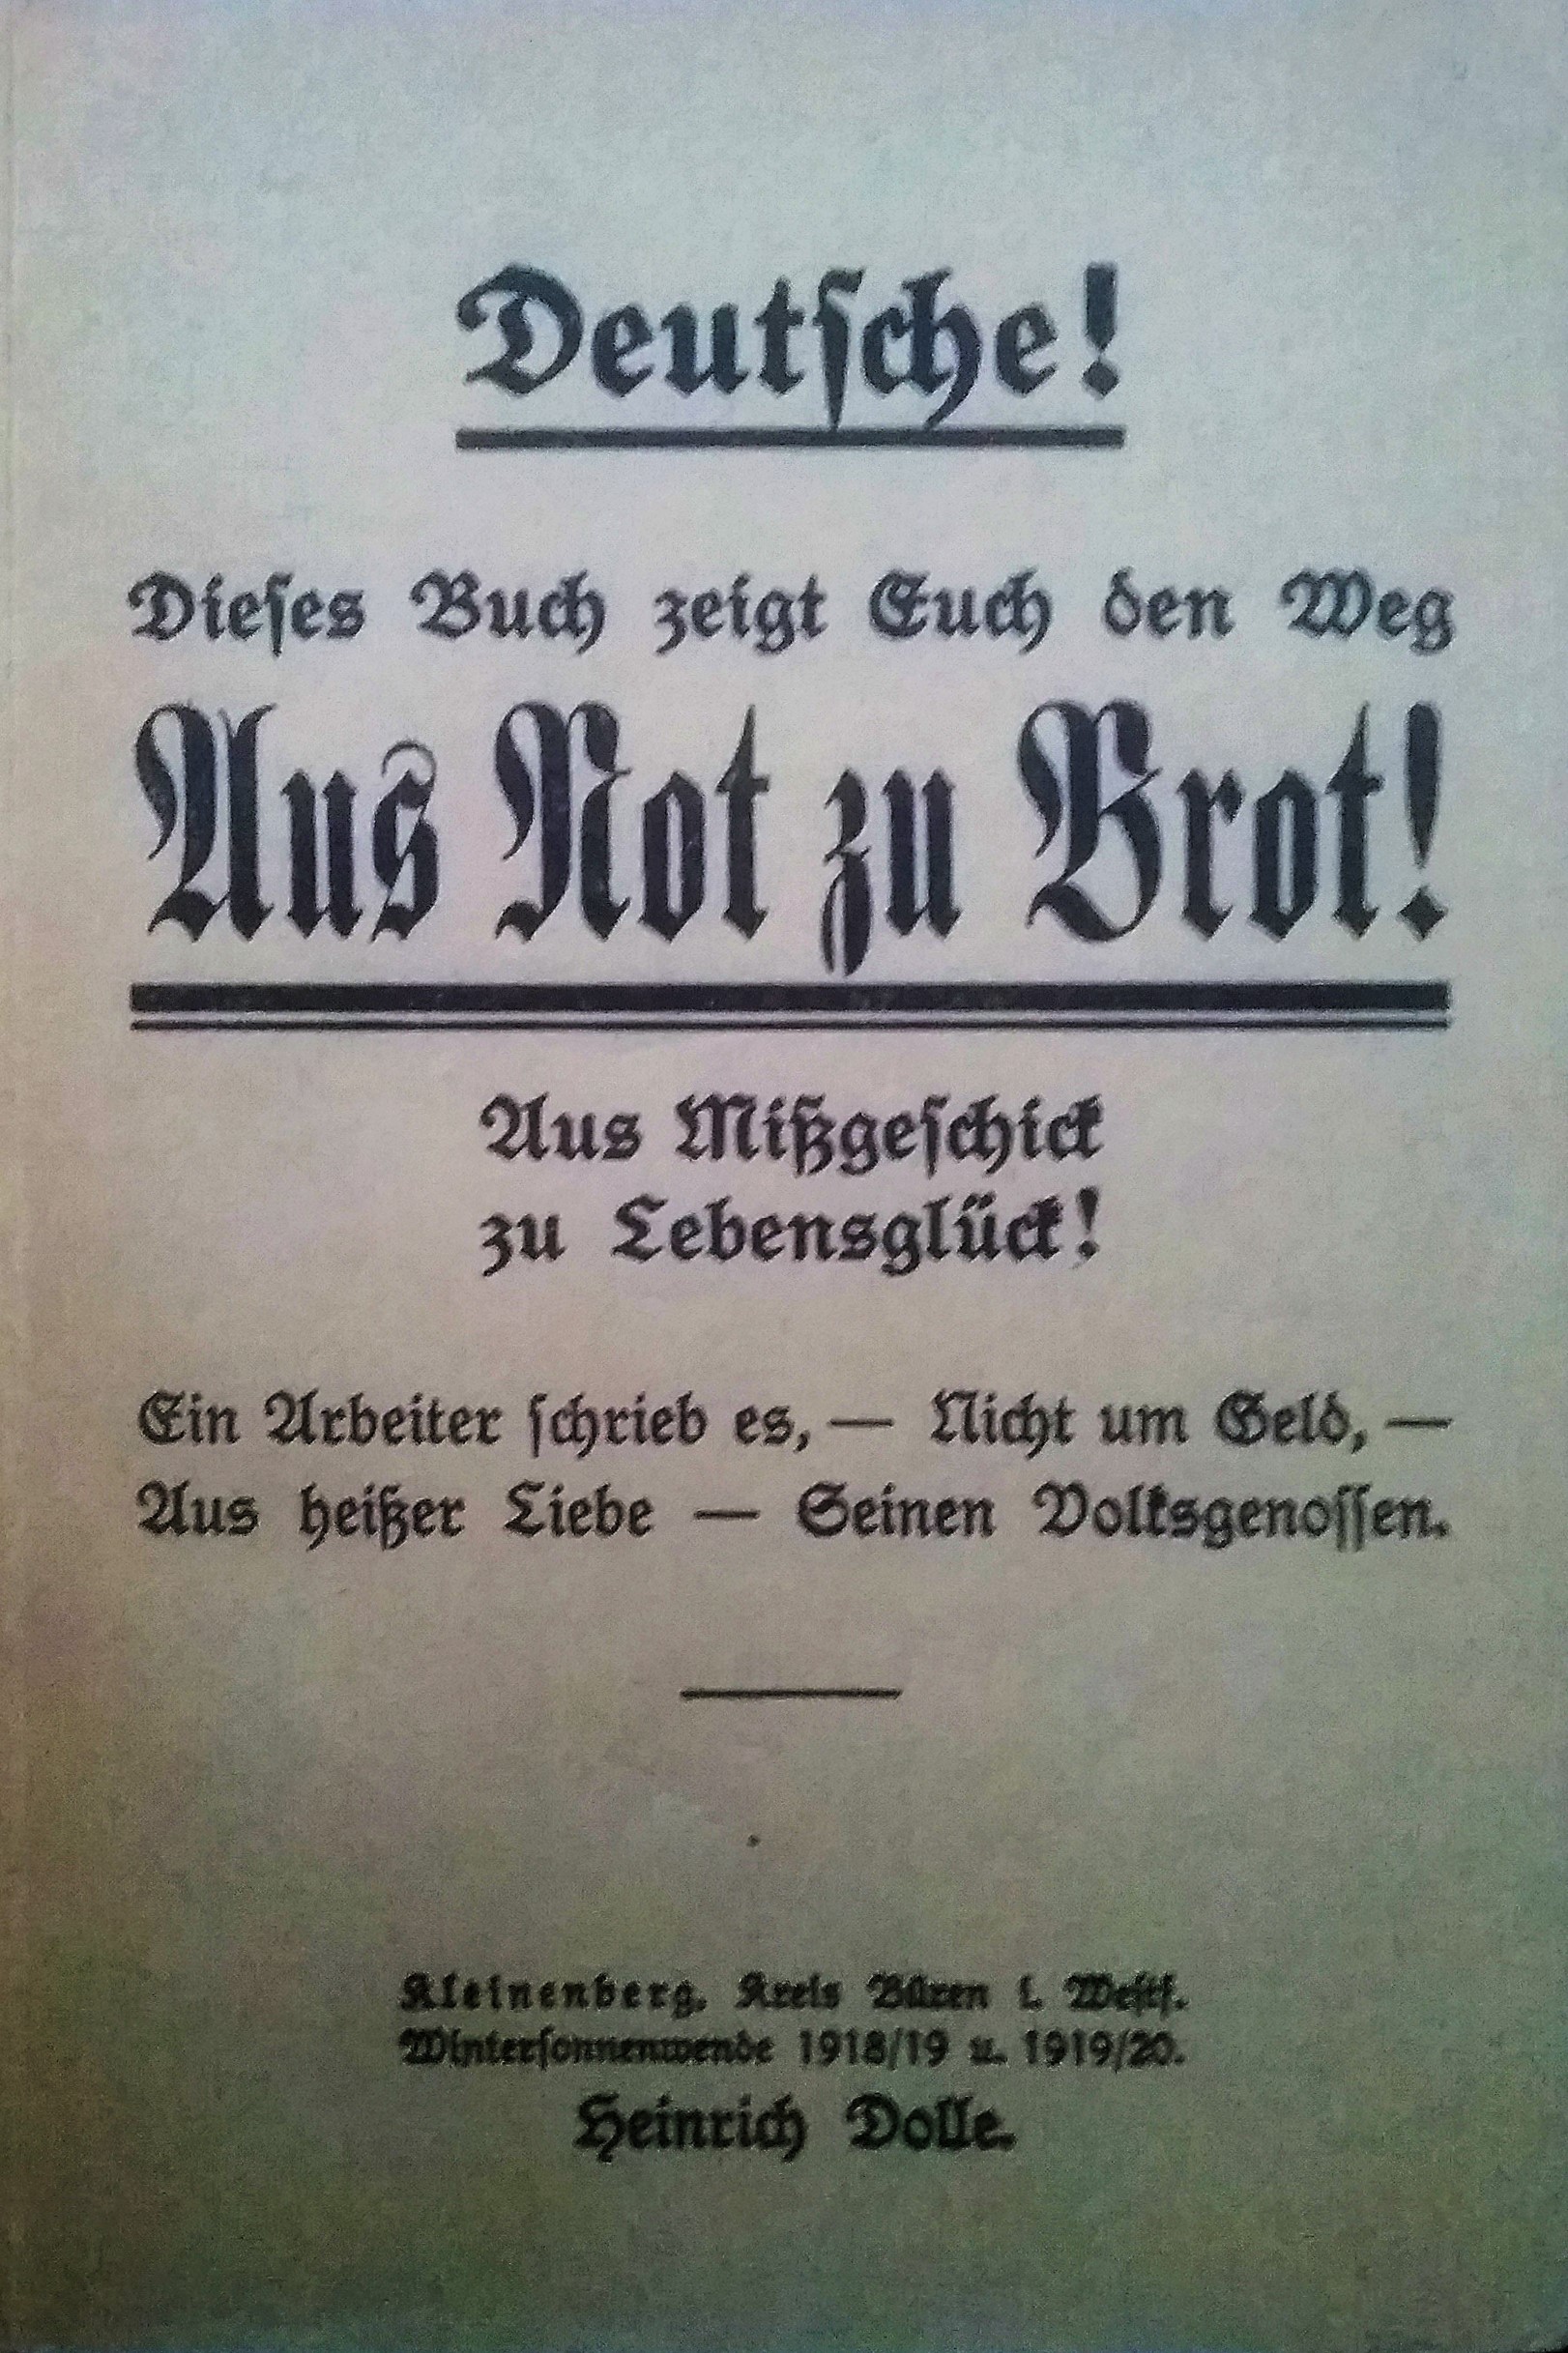 Deutſche!
Dieſes Buch zeigt Euch den Weg
Aus Not zu Brot!
Aus Mißgeſchick
zu Lebensglück!
Ein Arbeiter ſchrieb es, — Nicht um Geld, —
Aus heißer Liebe — Seinen Volksgenoſſen.
Kleinenberg. Kreis Büren i. Weſtf.
Winterſonnenwende 1918/19 u. 1919/20.
Heinrich Dolle.